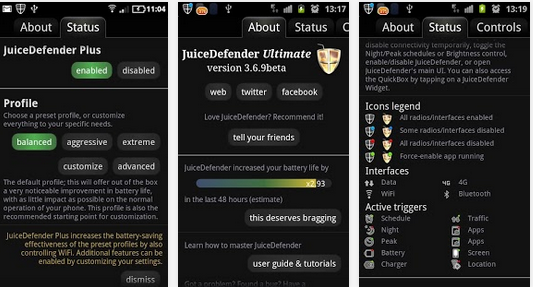 11:04
About Status
JuiceDefender Plus
enabled disabled
Profile
Choose a preset profile, or customize
everything to your specific needs.
balanced aggressive extreme
customize advanced
The default profile; this will offer out of the box
a very noticeable improvement in battery life,
with as little impact as possible on the normal
operation of your phone. This profile is also the
recommended starting point for customization.
JuiceDefender Plus increases the battery-saving
effectiveness of the preset profiles by also
controlling WiFi. Additional features can be
enabled by customizing your settings.
dismiss
13:17
About Status
JuiceDefender Ultimate
version 3.6.9beta
web twitter facebook
Love JuiceDefender? Recommend it!
tell your friends
JuiceDefender increased your battery life by
in the last 48 hours (estimate)
this deserves bragging
Learn how to master JuiceDefender
user guide & tutorials
13:19
About Status Controls
disable connectivity temporarily, toggle the
Night/Peak schedules or Brightness control,
enable/disable JuiceDefender, or open
JuiceDefender's main UI. You can also access
the QuickBox by tapping on a JuiceDefender
Widget.
Icons legend
All radios/interfaces enabled
Some radios/interfaces disabled
All radios/interfaces disabled
Force-enable app running
Interfaces
Data 4G 4G
WiFi Bluetooth
Active triggers
Schedule Traffic
Night Apps
Peak Apps
Battery Screen
Charger Location